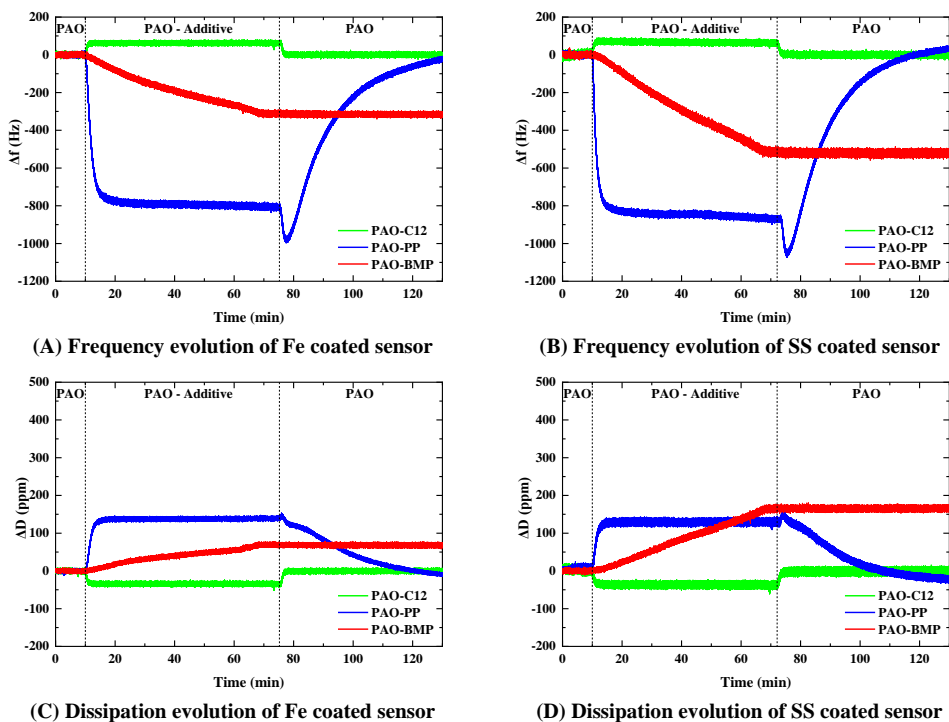 PAO PAO - Additive PAO
200
0
-200
-400
-600
-800
-1000
-1200
Δf (Hz)
PAO-C12
PAO-PP
PAO-BMP
0 20 40 60 80 100 120
Time (min)
(A) Frequency evolution of Fe coated sensor
PAO PAO - Additive PAO
200
0
-200
-400
-600
-800
-1000
-1200
Δf (Hz)
PAO-C12
PAO-PP
PAO-BMP
0 20 40 60 80 100 120
Time (min)
(B) Frequency evolution of SS coated sensor
500
PAO PAO - Additive PAO
400
300
200
100
0
-100
-200
ΔD (ppm)
PAO-C12
PAO-PP
PAO-BMP
0 20 40 60 80 100 120
Time (min)
(C) Dissipation evolution of Fe coated sensor
500
PAO PAO - Additive PAO
400
300
200
100
0
-100
-200
ΔD (ppm)
PAO-C12
PAO-PP
PAO-BMP
0 20 40 60 80 100 120
Time (min)
(D) Dissipation evolution of SS coated sensor